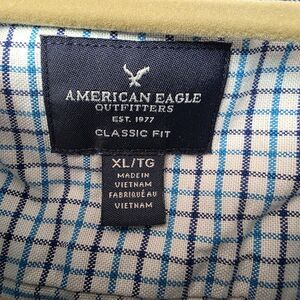 AMERICAN EAGLE
OUTFITTERS
EST. 1977
CLASSIC FIT
XL/TG
MADE IN
VIETNAM
FABRIQUÉ AU
VIETNAM